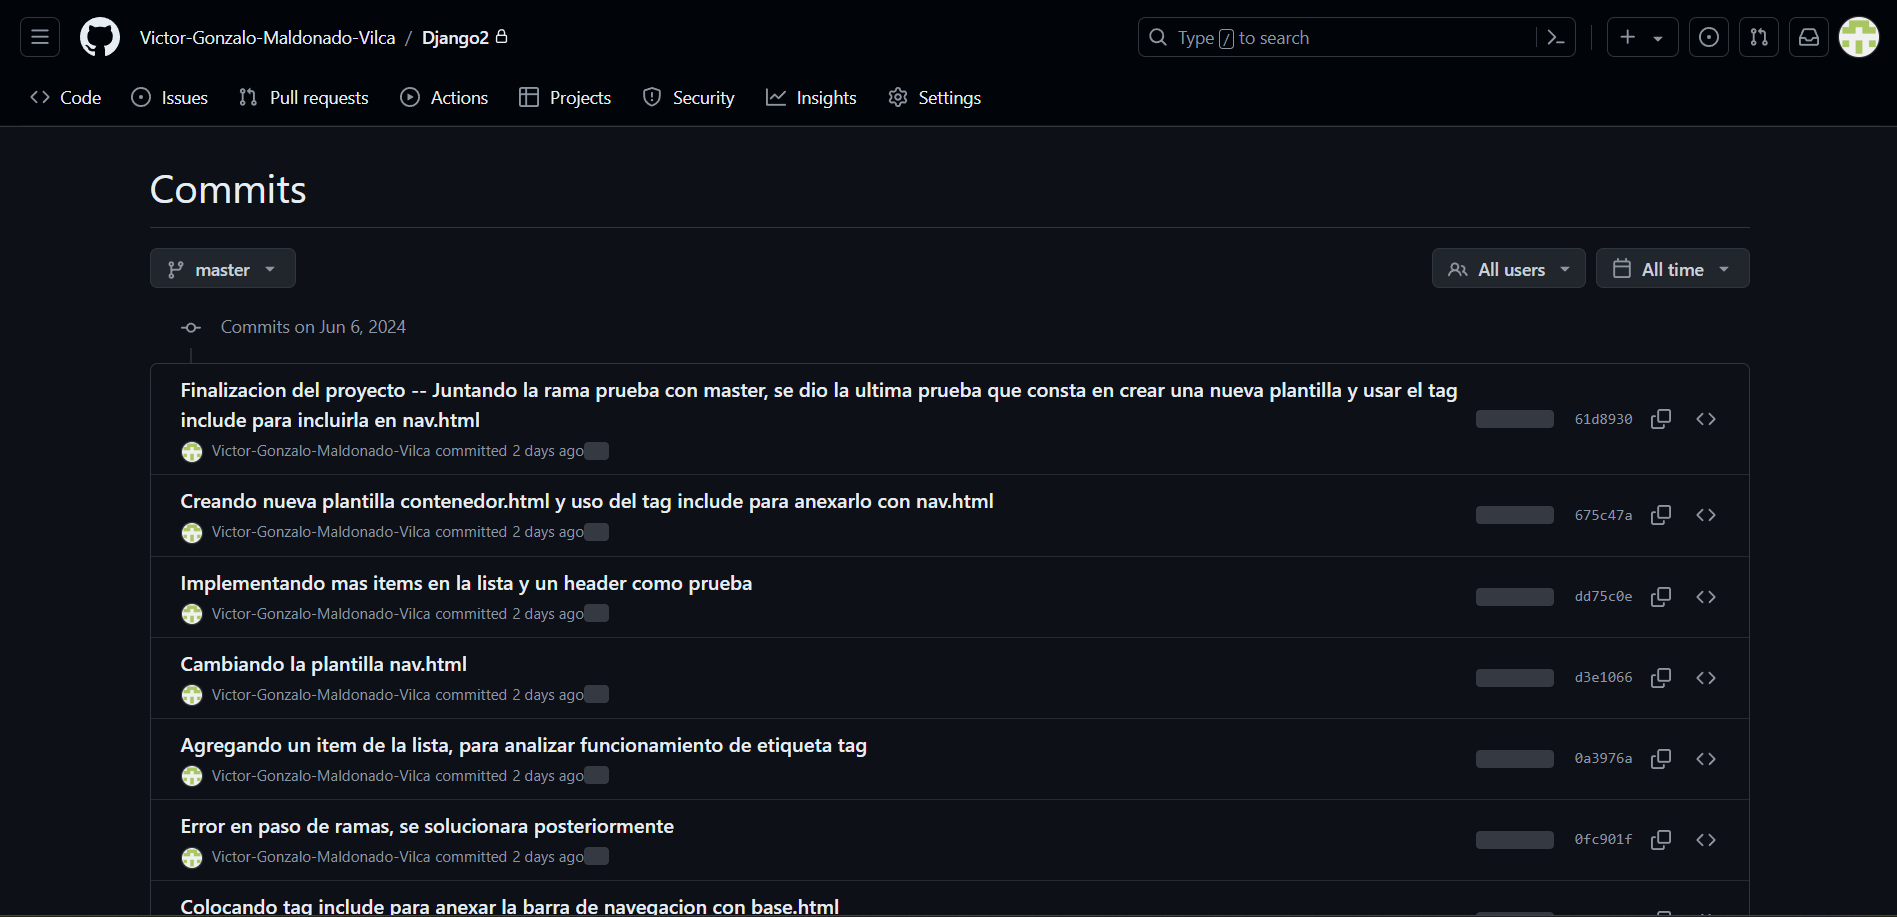 Victor-Gonzalo-Maldonado-Vilca / Django2
Type / to search
Code
Issues
Pull requests
Actions
Projects
Security
Insights
Settings
Commits
master
All users
All time
Commits on Jun 6, 2024
Finalizacion del proyecto -- Juntando la rama prueba con master, se dio la ultima prueba que consta en crear una nueva plantilla y usar el tag
include para incluirla en nav.html
Victor-Gonzalo-Maldonado-Vilca committed 2 days ago
61d8930
Creando nueva plantilla contenedor.html y uso del tag include para anexarlo con nav.html
Victor-Gonzalo-Maldonado-Vilca committed 2 days ago
675c47a
Implementando mas items en la lista y un header como prueba
Victor-Gonzalo-Maldonado-Vilca committed 2 days ago
dd75c0e
Cambiando la plantilla nav.html
Victor-Gonzalo-Maldonado-Vilca committed 2 days ago
d3e1066
Agregando un item de la lista, para analizar funcionamiento de etiqueta tag
Victor-Gonzalo-Maldonado-Vilca committed 2 days ago
0a3976a
Error en paso de ramas, se solucionara posteriormente
Victor-Gonzalo-Maldonado-Vilca committed 2 days ago
0fc901f
Colocando tag include para anexar la barra de navegacion con base.html